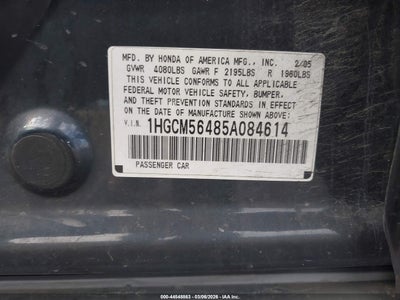 MFD. BY HONDA OF AMERICA MFG., INC. 2/05
GVWR 4080LBS GAWR F 2195LBS R 1960LBS
THIS VEHICLE CONFORMS TO ALL APPLICABLE
FEDERAL MOTOR VEHICLE SAFETY, BUMPER,
AND THEFT PREVENTION STANDARDS IN EFFECT
ON THE DATE OF MANUFACTURE SHOWN ABOVE.
V.I.N. 1HGCM56485A084614
PASSENGER CAR
000-44548083 - 03/06/2026 - IAA Inc.